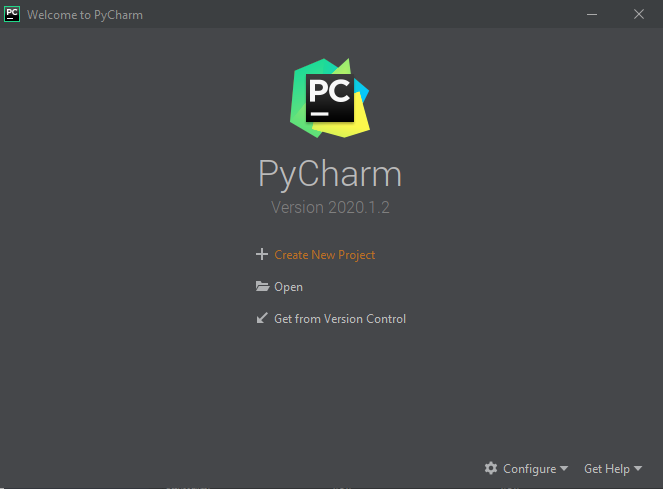 PC
Welcome to PyCharm
PC
PyCharm
Version 2020.1.2
Create New Project
Open
Get from Version Control
Configure
Get Help